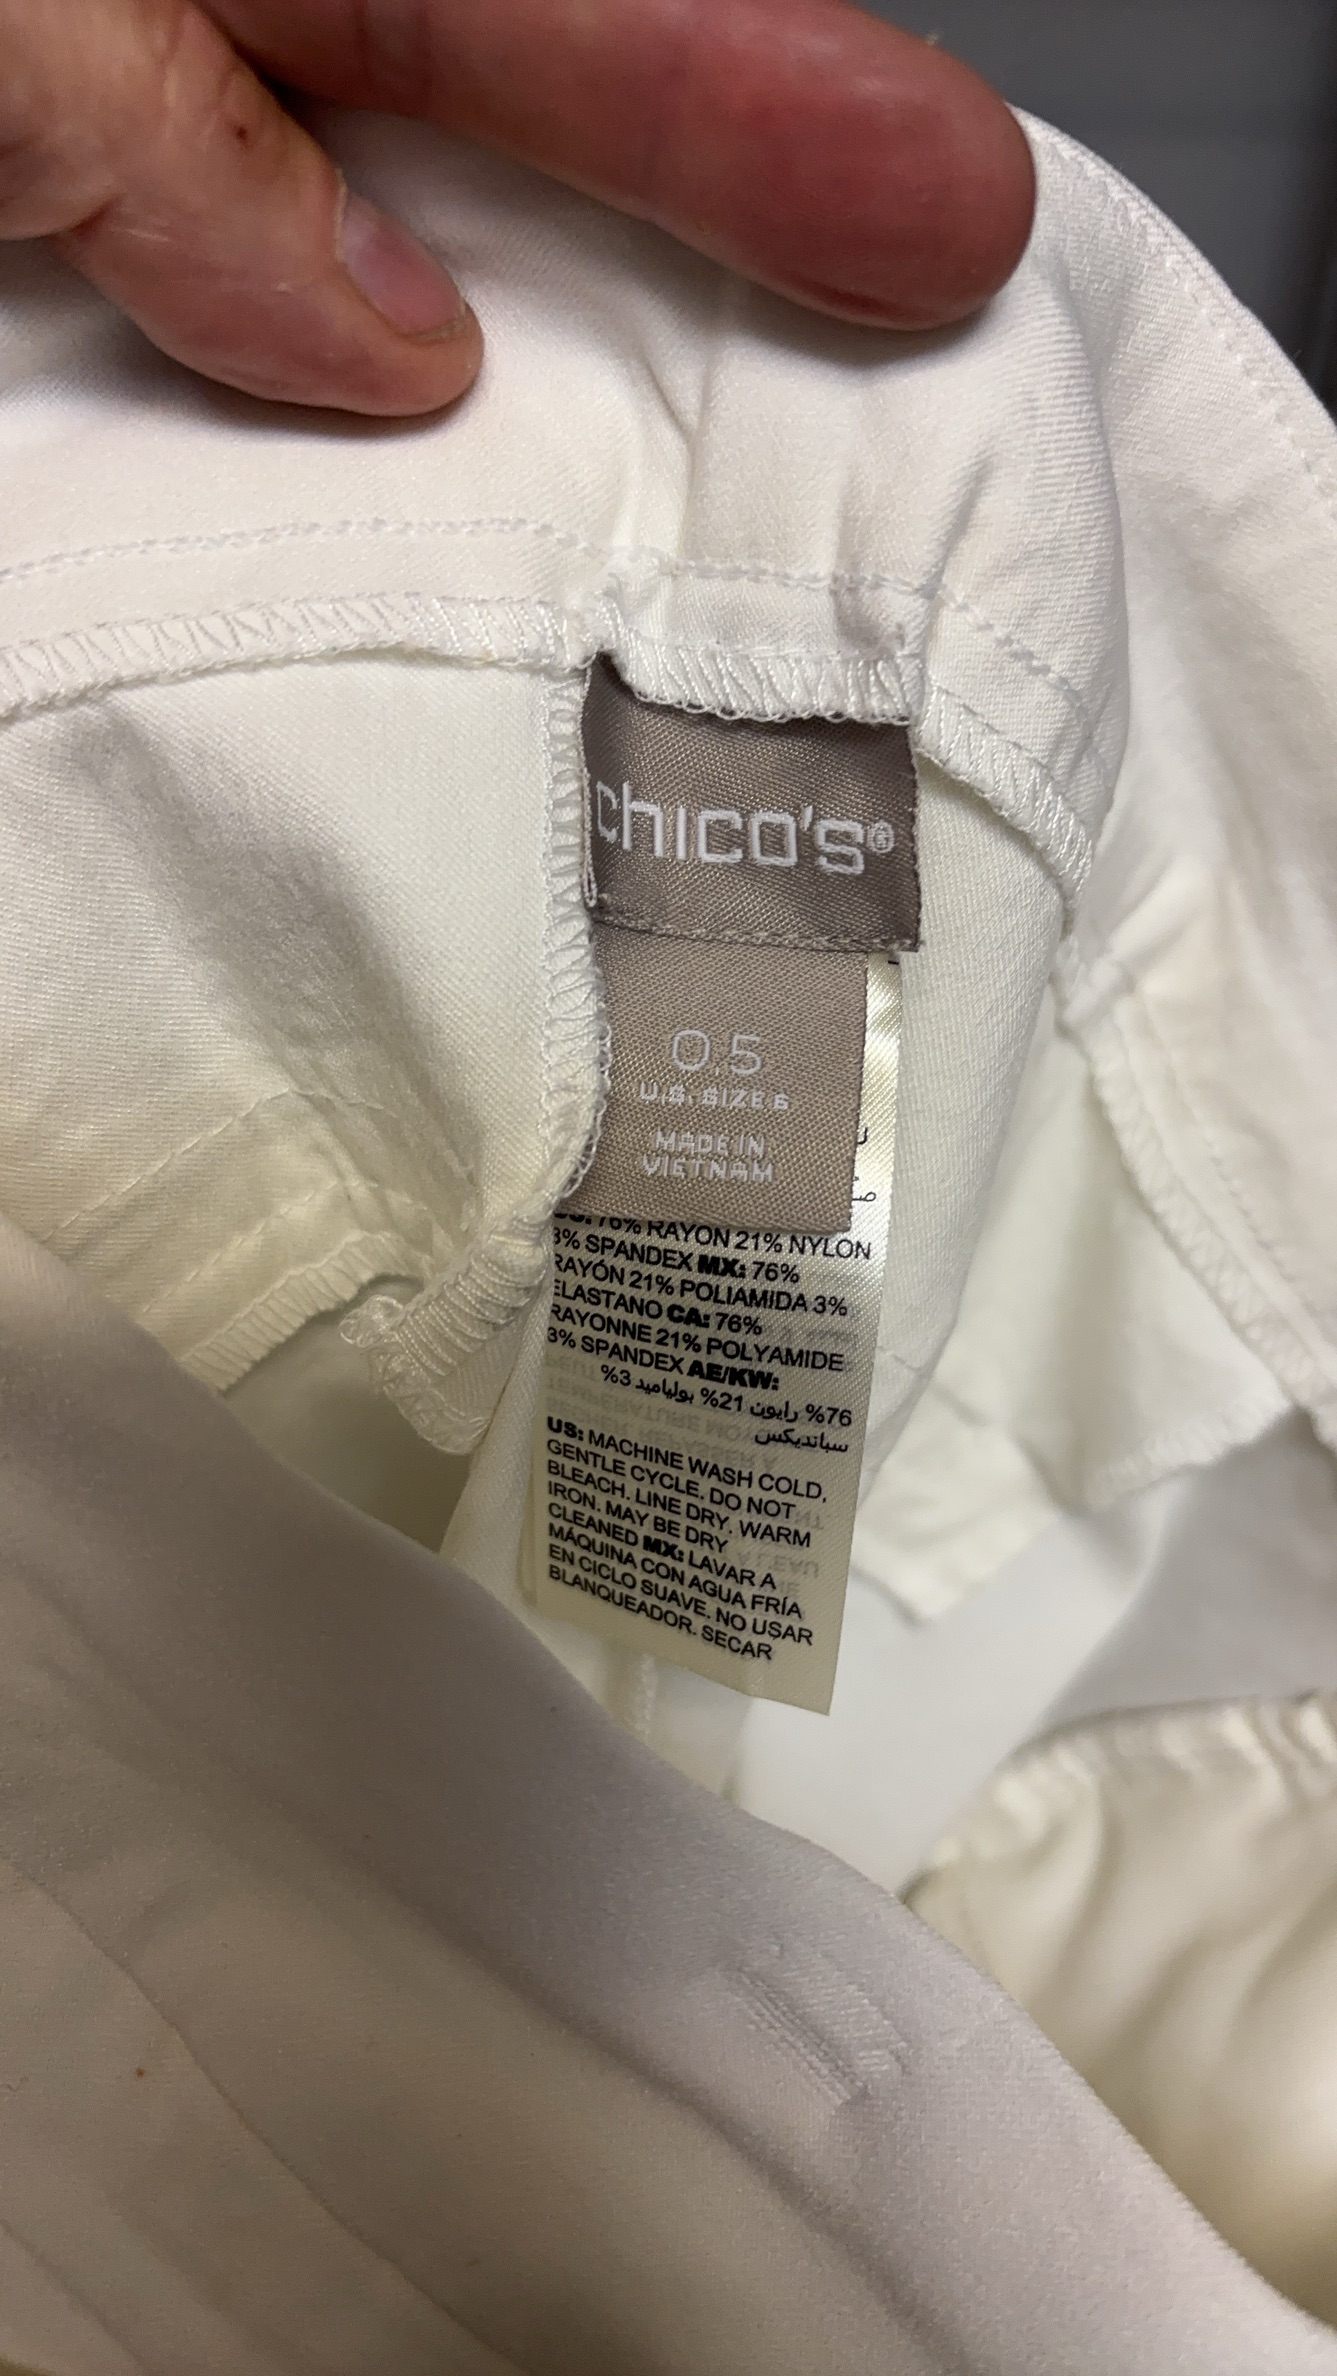 chico's®
0.5
U.S. SIZE 6
MADE IN
VIETNAM
76% RAYON 21% NYLON
3% SPANDEX MX: 76%
RAYÓN 21% POLIAMIDA 3%
ELASTANO CA: 76%
RAYONNE 21% POLYAMIDE
3% SPANDEX AE/KW:
76% رايون 21% بولياميد 3%
سباندیکس
US: MACHINE WASH COLD,
GENTLE CYCLE. DO NOT
BLEACH. LINE DRY. WARM
IRON. MAY BE DRY
CLEANED MX: LAVAR A
MÁQUINA CON AGUA FRÍA
EN CICLO SUAVE. NO USAR
BLANQUEADOR. SECAR